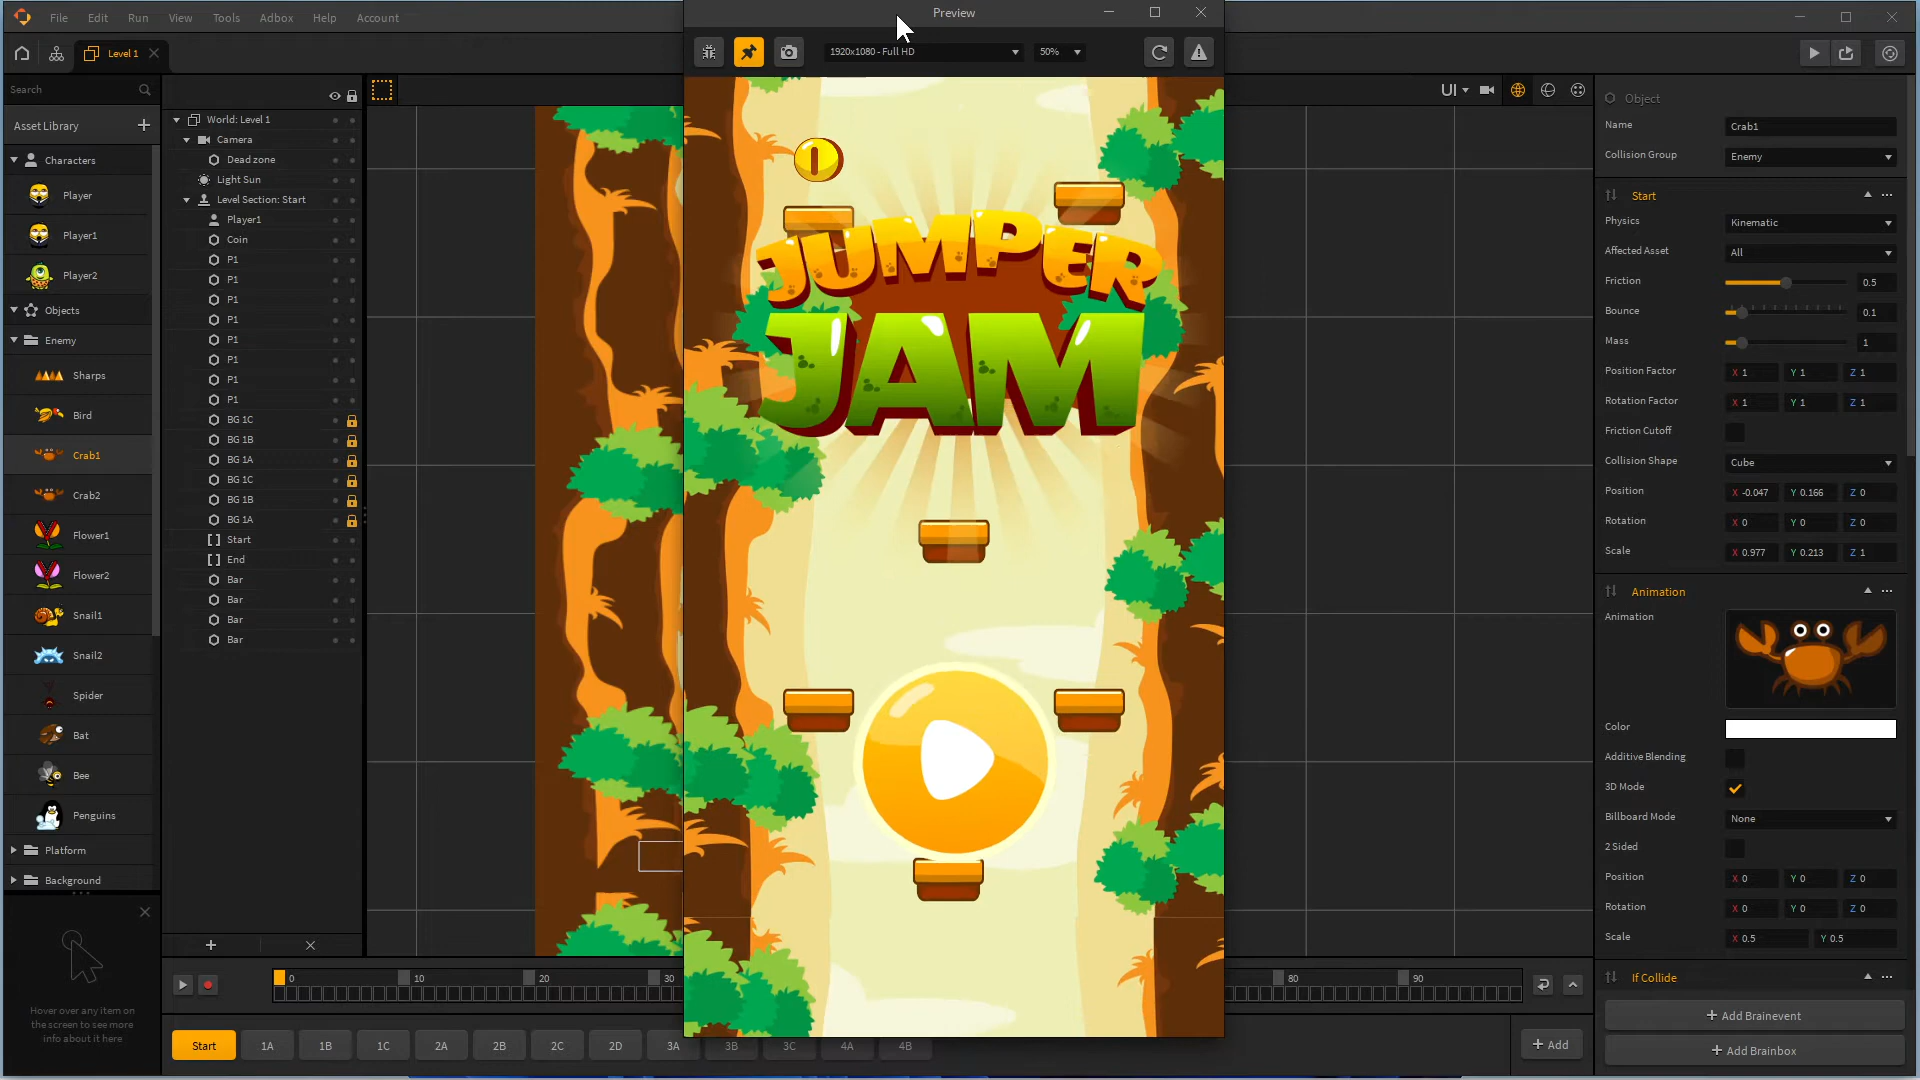 File Edit Run View Tools Adbox Help Account
Preview
Level 1
1920x1080 - Full HD 50%
Search
Asset Library
Characters
Player
Player1
Player2
Objects
Enemy
Sharps
Bird
Crab1
Crab2
Flower1
Flower2
Snail1
Snail2
Spider
Bat
Bee
Penguins
Platform
Background
Hover over any item on
the screen to see more
info about it here
World: Level 1
Camera
Dead zone
Light Sun
Level Section: Start
Player1
Coin
P1
P1
P1
P1
P1
P1
P1
P1
BG 1C
BG 1B
BG 1A
BG 1C
BG 1B
BG 1A
Start
End
Bar
Bar
Bar
Bar
JUMPER
JAM
UI
0 10 20 30 80 90
Start 1A 1B 1C 2A 2B 2C 2D 3A 3B 3C 4A 4B
+ Add
Object
Name Crab1
Collision Group Enemy
Start
Physics Kinematic
Affected Asset All
Friction 0.5
Bounce 0.1
Mass 1
Position Factor X 1 Y 1 Z 1
Rotation Factor X 1 Y 1 Z 1
Friction Cutoff
Collision Shape Cube
Position X -0.047 Y 0.166 Z 0
Rotation X 0 Y 0 Z 0
Scale X 0.977 Y 0.213 Z 1
Animation
Animation
Color
Additive Blending
3D Mode
Billboard Mode None
2 Sided
Position X 0 Y 0 Z 0
Rotation X 0 Y 0 Z 0
Scale X 0.5 Y 0.5
If Collide
+ Add Brainevent
+ Add Brainbox